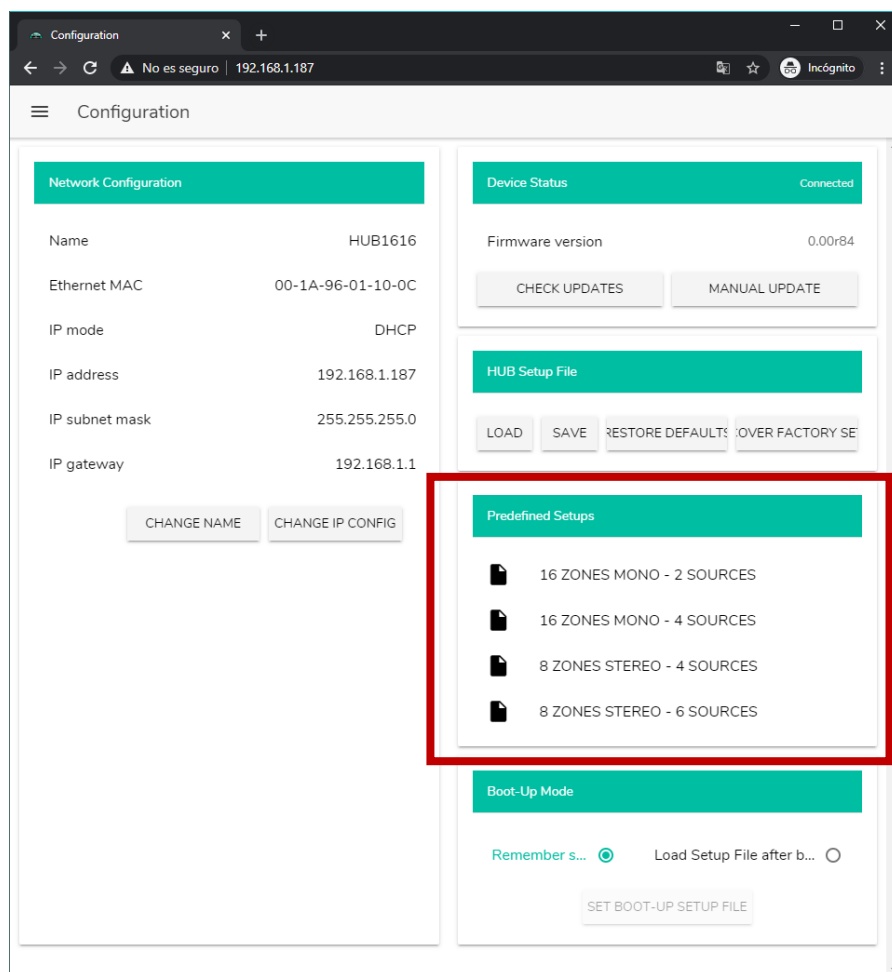 Configuration
No es seguro | 192.168.1.187
Incógnito
Configuration
Network Configuration
Name HUB1616
Ethernet MAC 00-1A-96-01-10-0C
IP mode DHCP
IP address 192.168.1.187
IP subnet mask 255.255.255.0
IP gateway 192.168.1.1
CHANGE NAME CHANGE IP CONFIG
Device Status Connected
Firmware version 0.00r84
CHECK UPDATES MANUAL UPDATE
HUB Setup File
LOAD SAVE RESTORE DEFAULTS OVER FACTORY SE
Predefined Setups
16 ZONES MONO - 2 SOURCES
16 ZONES MONO - 4 SOURCES
8 ZONES STEREO - 4 SOURCES
8 ZONES STEREO - 6 SOURCES
Boot-Up Mode
Remember s... Load Setup File after b...
SET BOOT-UP SETUP FILE